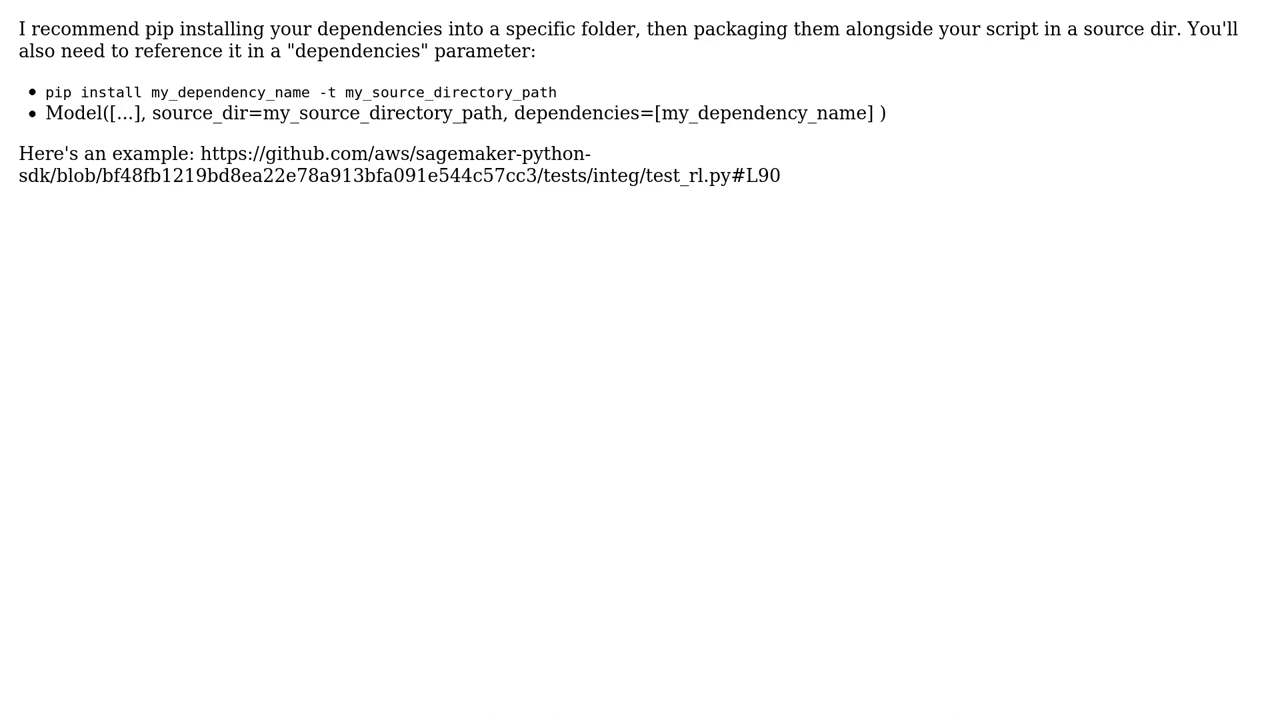 I recommend pip installing your dependencies into a specific folder, then packaging them alongside your script in a source dir. You'll
also need to reference it in a "dependencies" parameter:
• pip install my_dependency_name -t my_source_directory_path
• Model([...], source_dir=my_source_directory_path, dependencies=[my_dependency_name] )
Here's an example: https://github.com/aws/sagemaker-python-
sdk/blob/bf48fb1219bd8ea22e78a913bfa091e544c57cc3/tests/integ/test_rl.py#L90